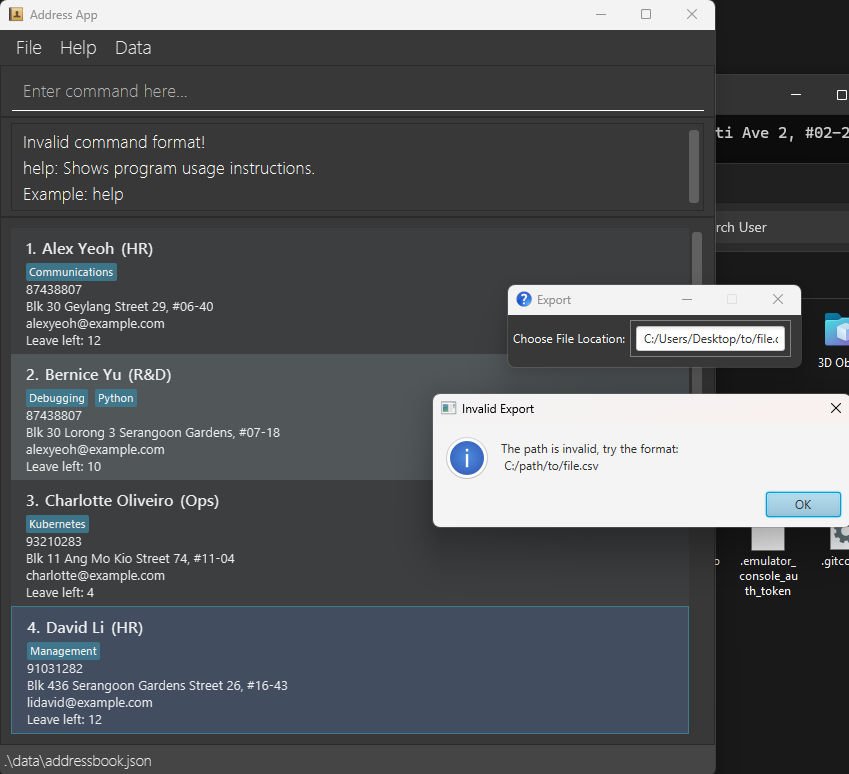 Address App
File Help Data
Enter command here...
Invalid command format!
help: Shows program usage instructions.
Example: help
1. Alex Yeoh (HR)
Communications
87438807
Blk 30 Geylang Street 29, #06-40
alexyeoh@example.com
Leave left: 12
2. Bernice Yu (R&D)
Debugging Python
87438807
Blk 30 Lorong 3 Serangoon Gardens, #07-18
alexyeoh@example.com
Leave left: 10
3. Charlotte Oliveiro (Ops)
Kubernetes
93210283
Blk 11 Ang Mo Kio Street 74, #11-04
charlotte@example.com
Leave left: 4
4. David Li (HR)
Management
91031282
Blk 436 Serangoon Gardens Street 26, #16-43
lidavid@example.com
Leave left: 12
.\data\addressbook.json
Export
Choose File Location: C:/Users/Desktop/to/file.c
Invalid Export
The path is invalid, try the format:
C:/path/to/file.csv
OK
ti Ave 2, #02-2
rch User
3D Ob
.emulator_
console_au
th_token
.gitco